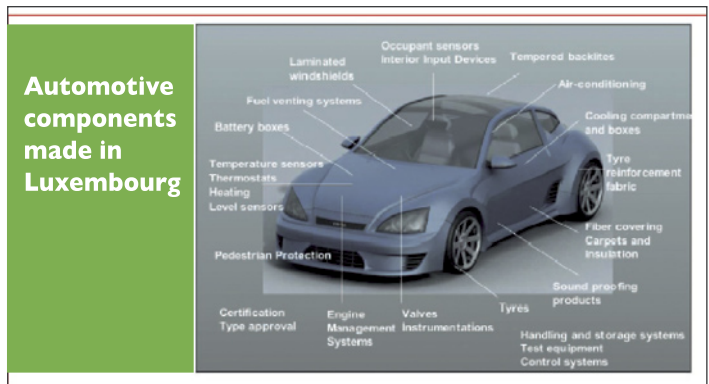 Automotive
components
made in
Luxembourg
Occupant sensors
Interior Input Devices
Tempered backlites
Laminated
windshields
Air-conditioning
Fuel venting systems
Cooling compartme
and boxes
Battery boxes
Temperature sensors
Thermostats
Heating
Level sensors
Tyre
reinforcement
fabric
Fiber covering
Carpets and
Insulation
Pedestrian Protection
Sound proofing
products
Tyres
Certification
Type approval
Engine
Management
Systems
Valves
Instrumentations
Handling and storage systems
Test equipment
Control systems